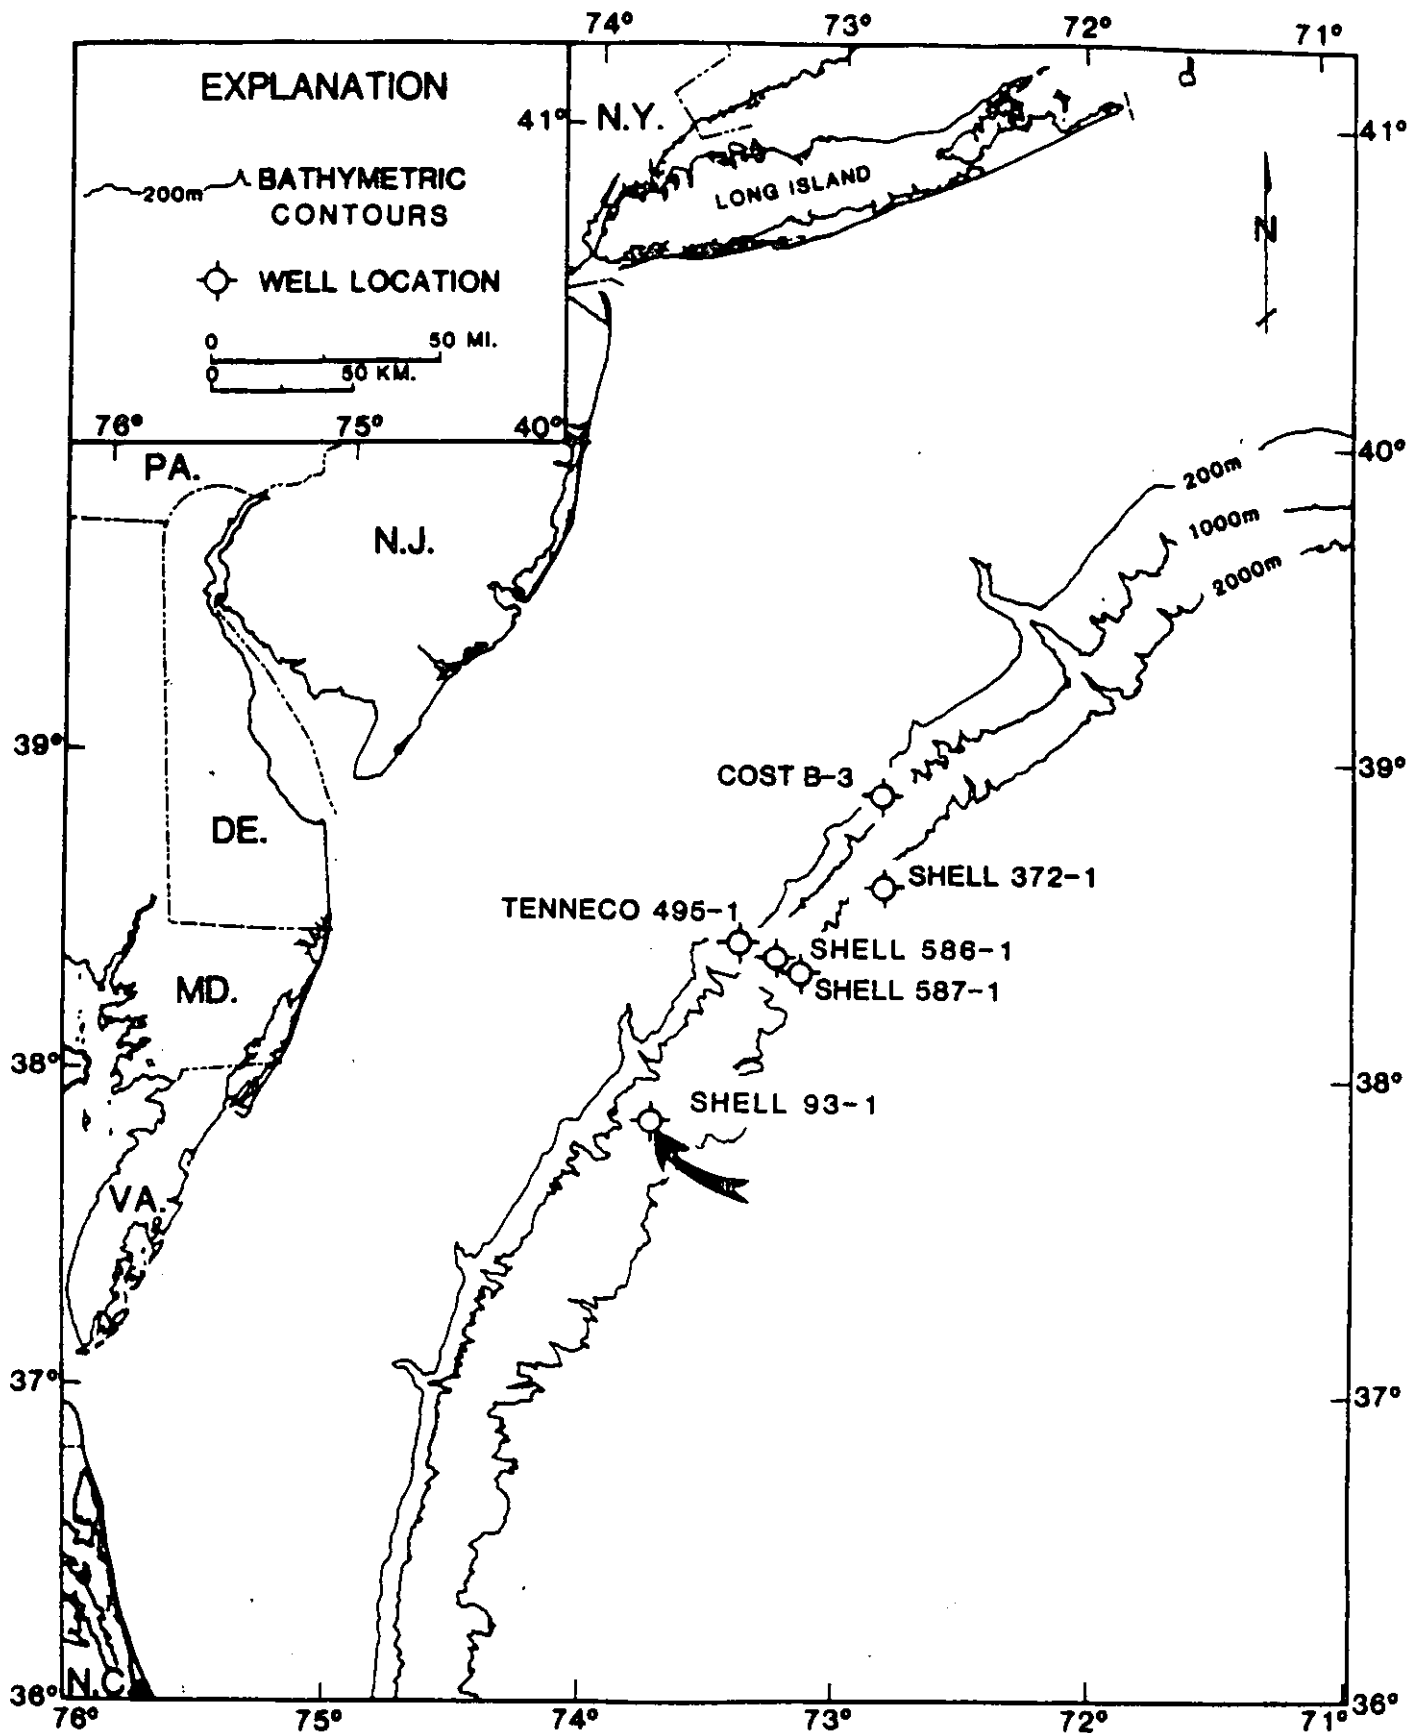 74° 73° 72° 71°
EXPLANATION
200m BATHYMETRIC
CONTOURS
WELL LOCATION
0 50 MI.
0 50 KM.
76° 75° 40°
41° N.Y. 41°
LONG ISLAND
N
PA.
N.J.
40°
200m
1000m
2000m
39° 39°
COST B-3
DE.
SHELL 372-1
TENNECO 495-1
SHELL 586-1
SHELL 587-1
MD.
38° 38°
SHELL 93-1
VA.
37° 37°
N.C.
36° 36°
76° 75° 74° 73° 72° 71°